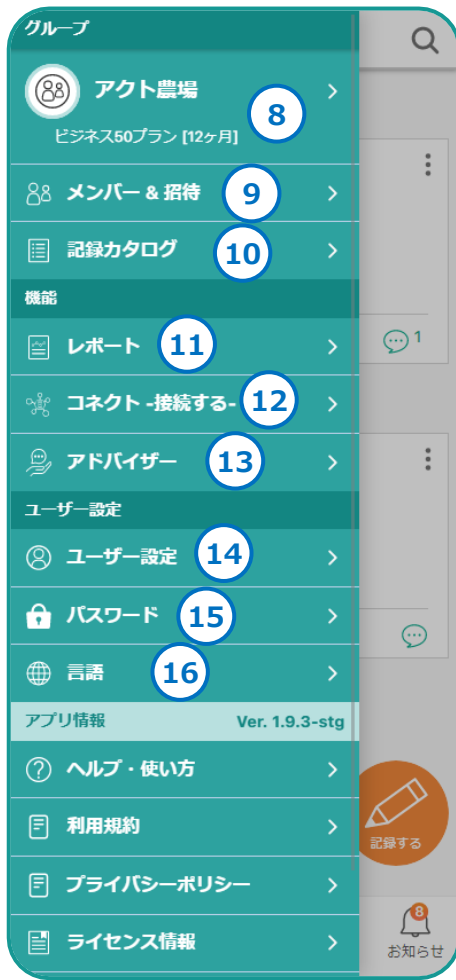 グループ
アクト農場
8
ビジネス50プラン [12ヶ月]
メンバー & 招待
9
記録カタログ
10
機能
レポート
11
1
コネクト -接続する-
12
アドバイザー
13
ユーザー設定
ユーザー設定
14
パスワード
15
言語
16
アプリ情報
Ver. 1.9.3-stg
ヘルプ・使い方
利用規約
記録する
プライバシーポリシー
8
ライセンス情報
お知らせ